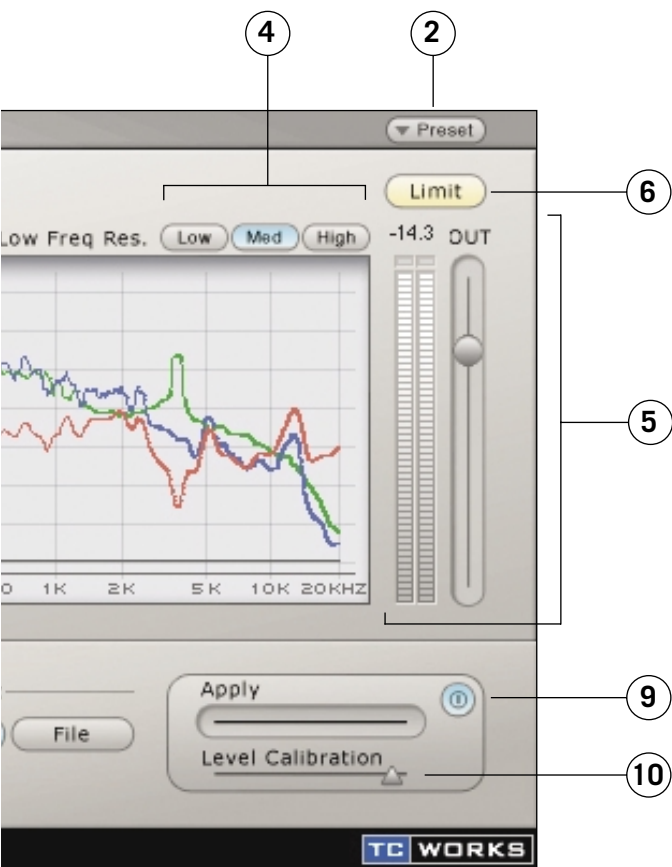 4 2
Preset
Limit 6
Low Freq Res. Low Med High -14.3 OUT
5
1K 2K 5K 10K 20KHZ
Apply 9
File
Level Calibration 10
TC WORKS